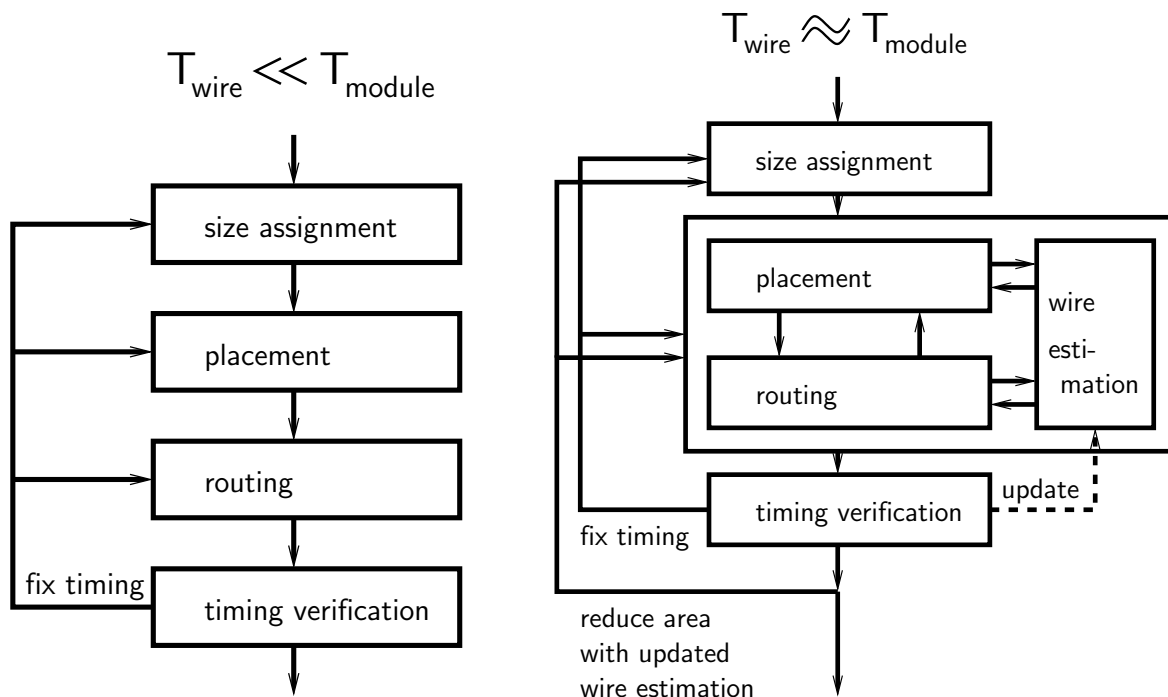 T_wire << T_module
size assignment
placement
routing
fix timing
timing verification
T_wire ≈ T_module
size assignment
placement
routing
wire
esti-
mation
update
timing verification
fix timing
reduce area
with updated
wire estimation